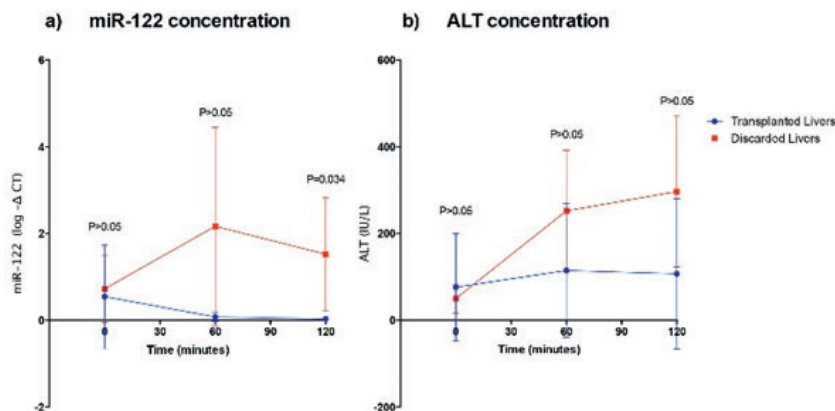 a) miR-122 concentration
miR-122 (log -Δ CT)
6
4
2
0
-2
P>0.05
P>0.05
P=0.034
0 30 60 90 120
Time (minutes)
b) ALT concentration
ALT (IU/L)
600
400
200
0
-200
P>0.05
P>0.05
P>0.05
0 30 60 90 120
Time (minutes)
Transplanted Livers
Discarded Livers